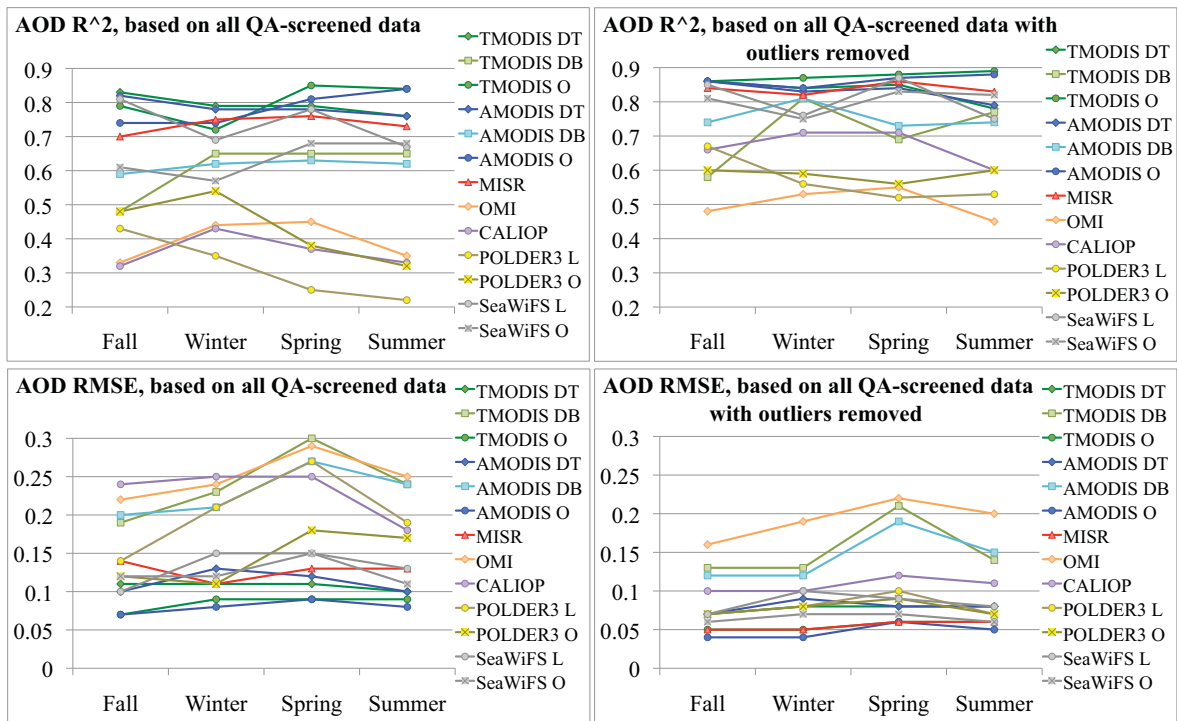 AOD R^2, based on all QA-screened data
0.9
0.8
0.7
0.6
0.5
0.4
0.3
0.2
Fall Winter Spring Summer
TMODIS DT
TMODIS DB
TMODIS O
AMODIS DT
AMODIS DB
AMODIS O
MISR
OMI
CALIOP
POLDER3 L
POLDER3 O
SeaWiFS L
SeaWiFS O
AOD R^2, based on all QA-screened data with
outliers removed
0.9
0.8
0.7
0.6
0.5
0.4
0.3
0.2
Fall Winter Spring Summer
TMODIS DT
TMODIS DB
TMODIS O
AMODIS DT
AMODIS DB
AMODIS O
MISR
OMI
CALIOP
POLDER3 L
POLDER3 O
SeaWiFS L
SeaWiFS O
AOD RMSE, based on all QA-screened data
0.3
0.25
0.2
0.15
0.1
0.05
0
Fall Winter Spring Summer
TMODIS DT
TMODIS DB
TMODIS O
AMODIS DT
AMODIS DB
AMODIS O
MISR
OMI
CALIOP
POLDER3 L
POLDER3 O
SeaWiFS L
SeaWiFS O
AOD RMSE, based on all QA-screened data
with outliers removed
0.3
0.25
0.2
0.15
0.1
0.05
0
Fall Winter Spring Summer
TMODIS DT
TMODIS DB
TMODIS O
AMODIS DT
AMODIS DB
AMODIS O
MISR
OMI
CALIOP
POLDER3 L
POLDER3 O
SeaWiFS L
SeaWiFS O